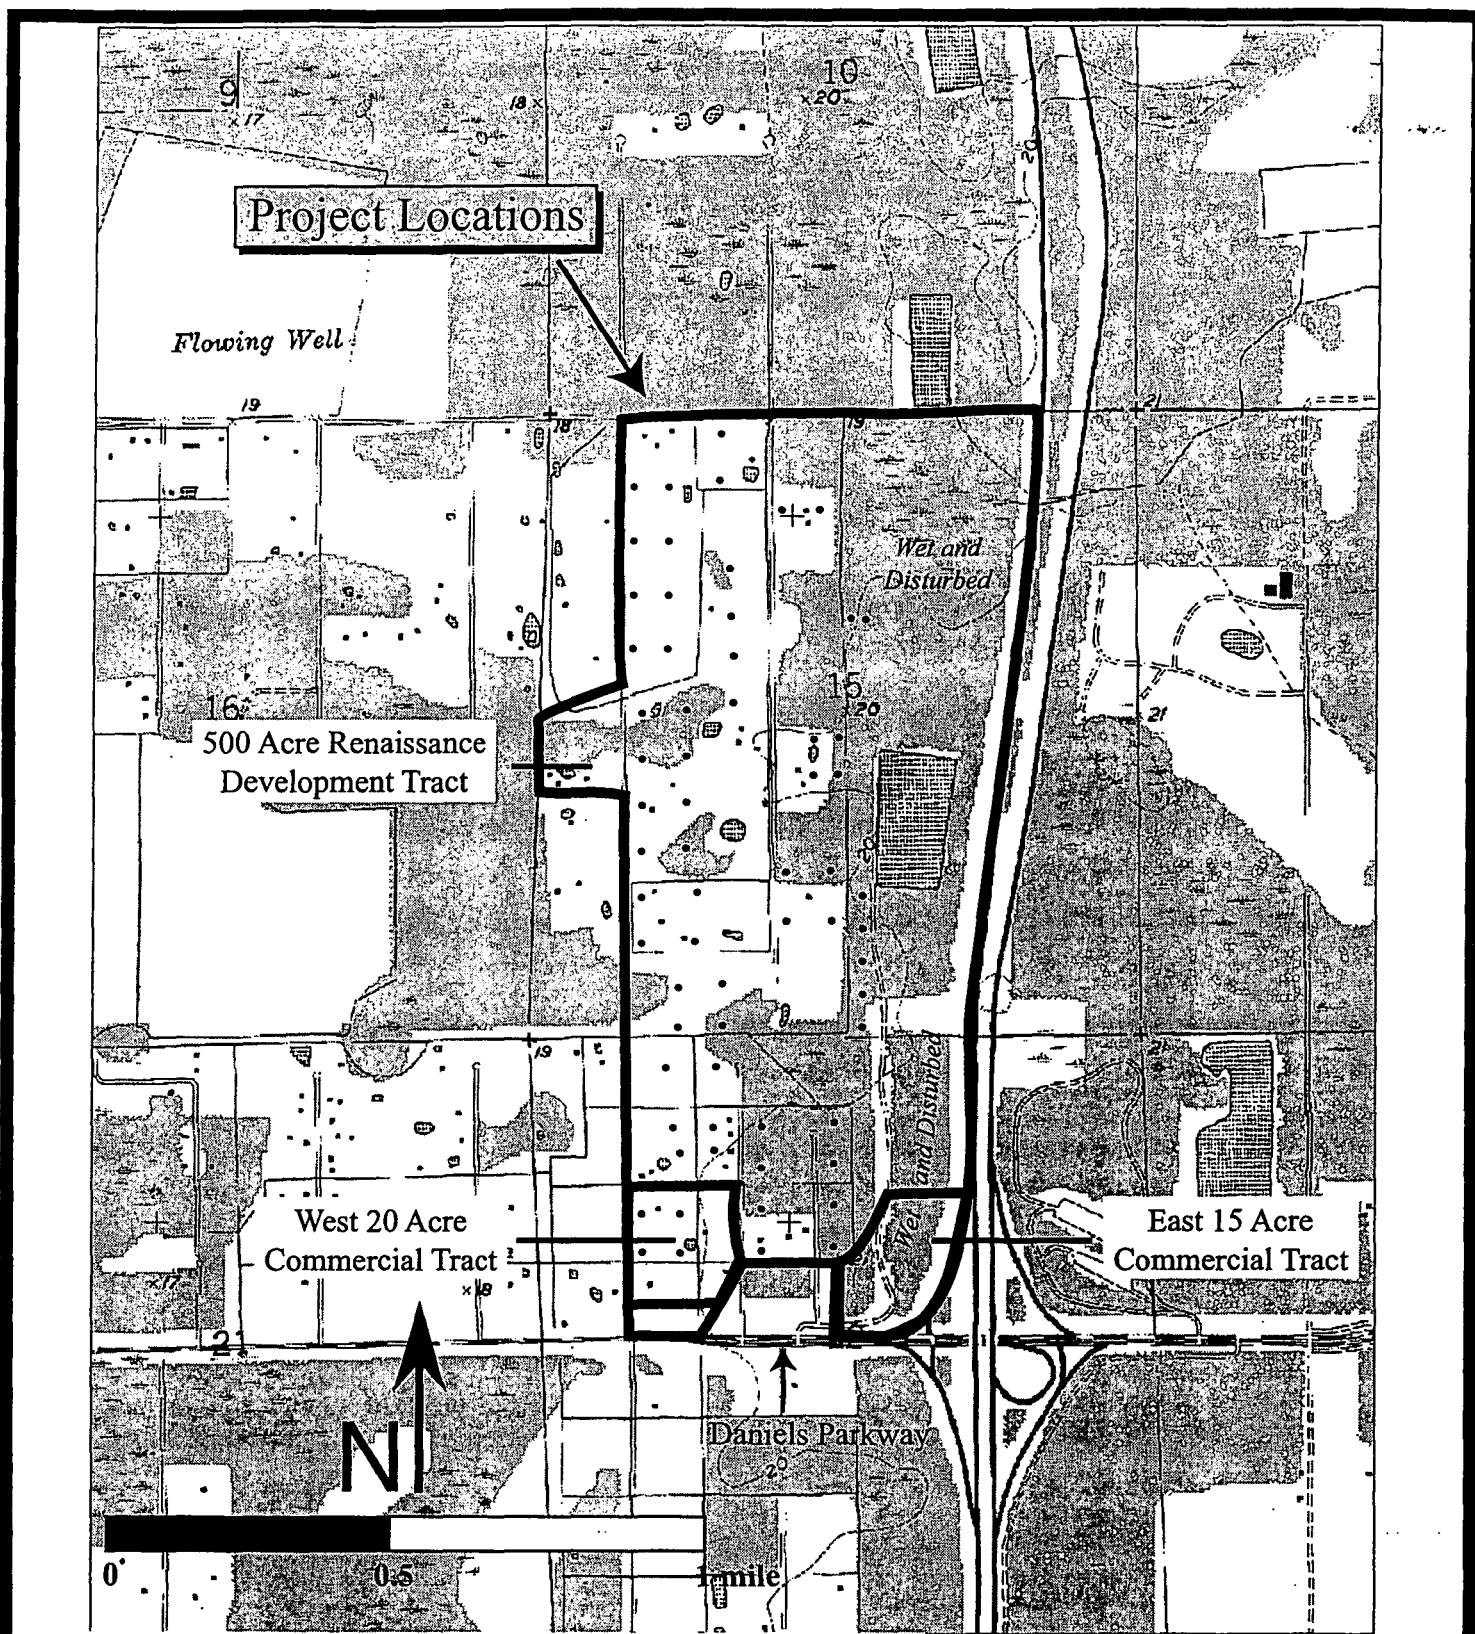 9
10
×17
18 ×
×20
20
Project Locations
Flowing Well
19
18
19
21
Wet and
Disturbed
16
15
×20
21
500 Acre Renaissance
Development Tract
20
19
21
Wet and Disturbed
West 20 Acre
Commercial Tract
East 15 Acre
Commercial Tract
×17
×18
21
N
Daniels Parkway
20
0
0.5
1 mile